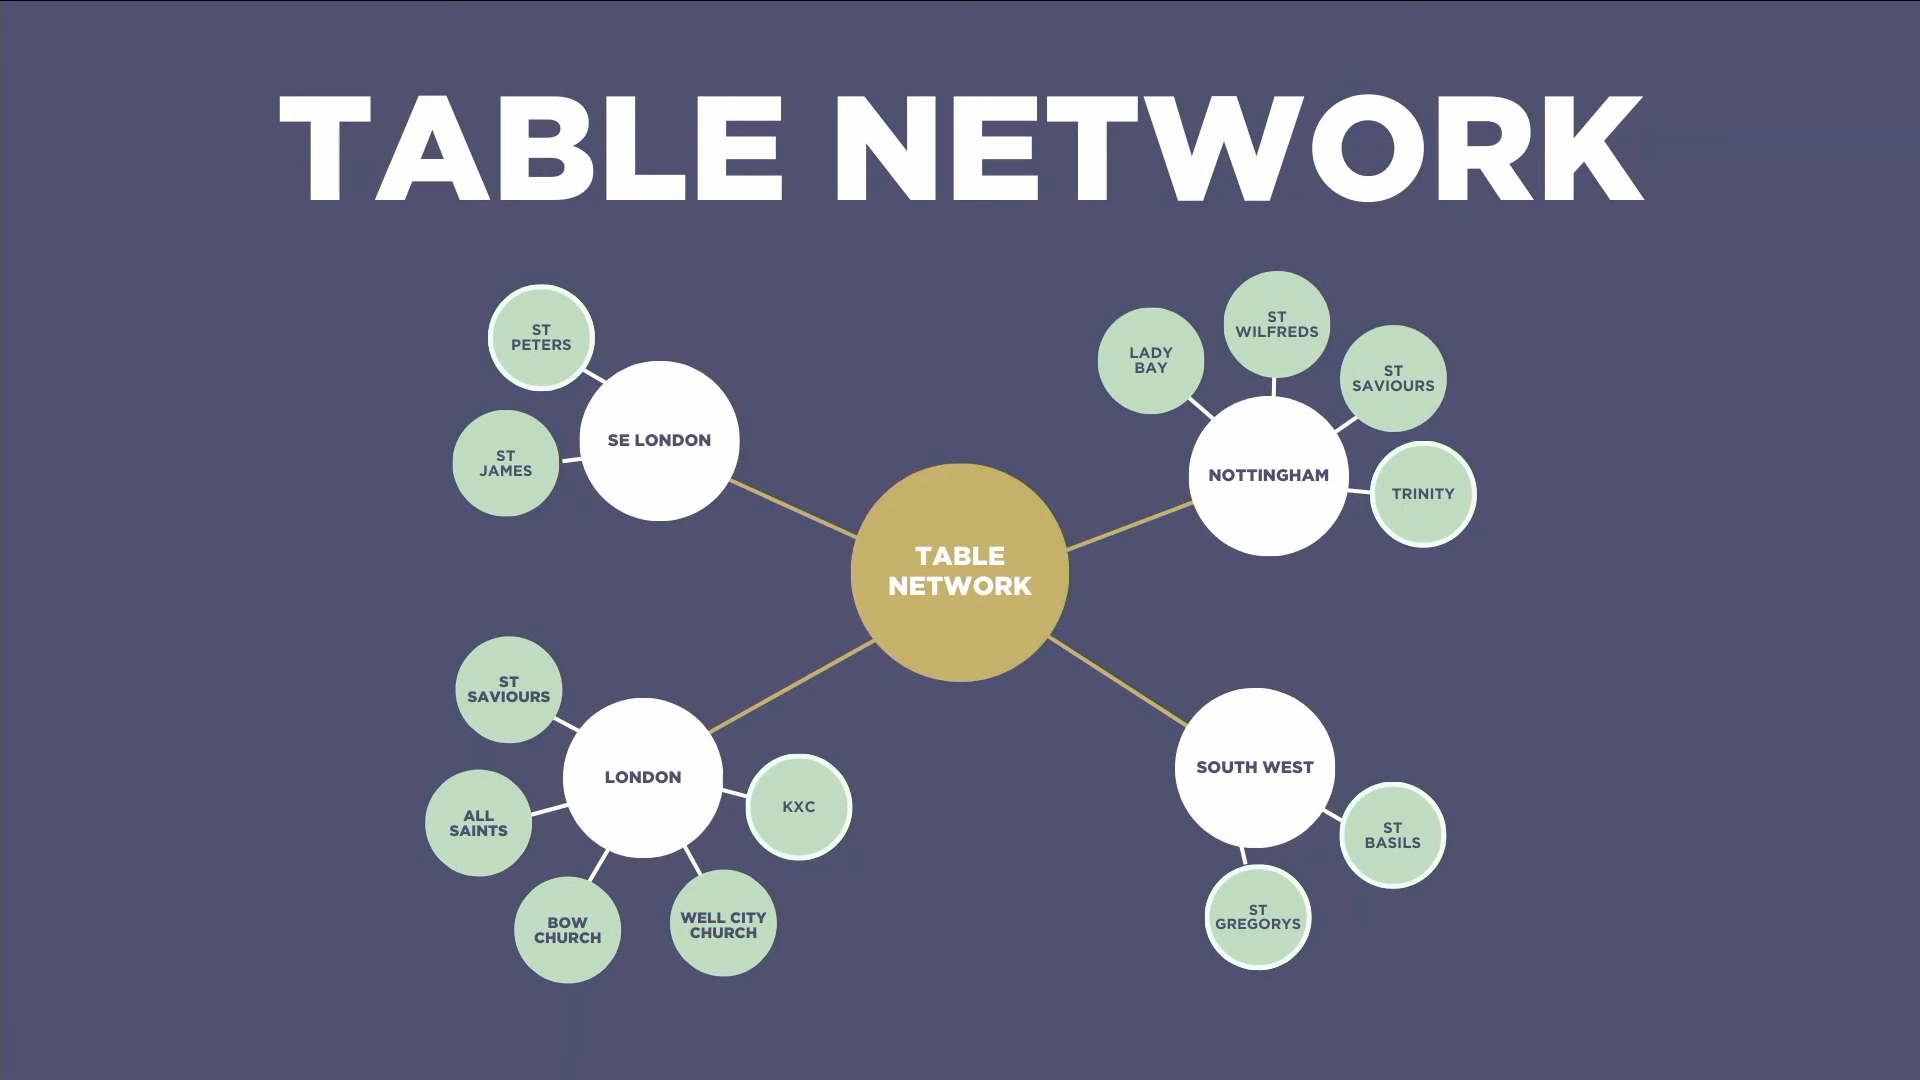 TABLE NETWORK
ST
PETERS
ST
JAMES
SE LONDON
LADY
BAY
ST
WILFREDS
ST
SAVIOURS
TRINITY
NOTTINGHAM
TABLE
NETWORK
ST
SAVIOURS
ALL
SAINTS
BOW
CHURCH
WELL CITY
CHURCH
KXC
LONDON
SOUTH WEST
ST
BASILS
ST
GREGORYS